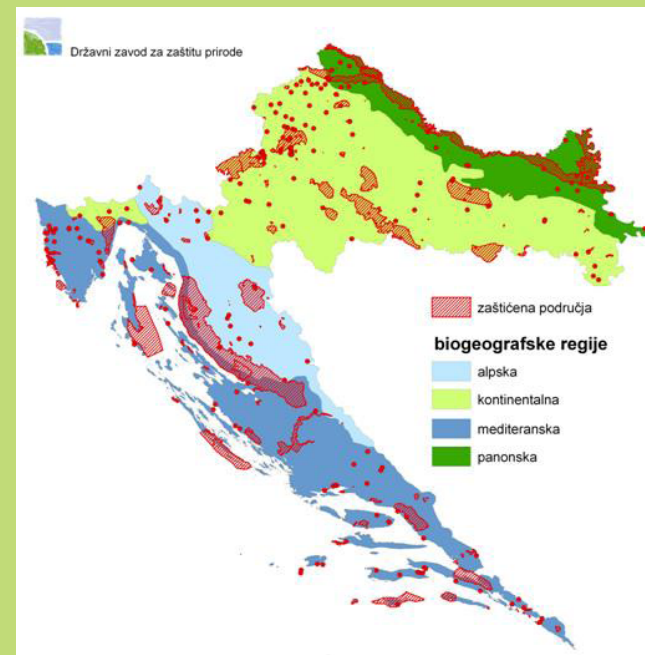 Državni zavod za zaštitu prirode
zaštićena područja
biogeografske regije
alpska
kontinentalna
mediteranska
panonska